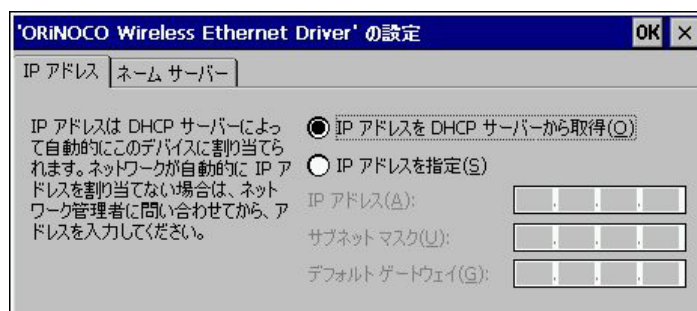 'ORiNOCO Wireless Ethernet Driver' の設定 OK ×
IP アドレス ネーム サーバー
IP アドレスは DHCP サーバーによっ
て自動的にこのデバイスに割り当てら
れます。ネットワークが自動的に IP ア
ドレスを割り当てない場合は、ネット
ワーク管理者に問い合わせてから、ア
ドレスを入力してください。
IP アドレスを DHCP サーバーから取得(O)
IP アドレスを指定(S)
IP アドレス(A):
サブネット マスク(U):
デフォルト ゲートウェイ(G):